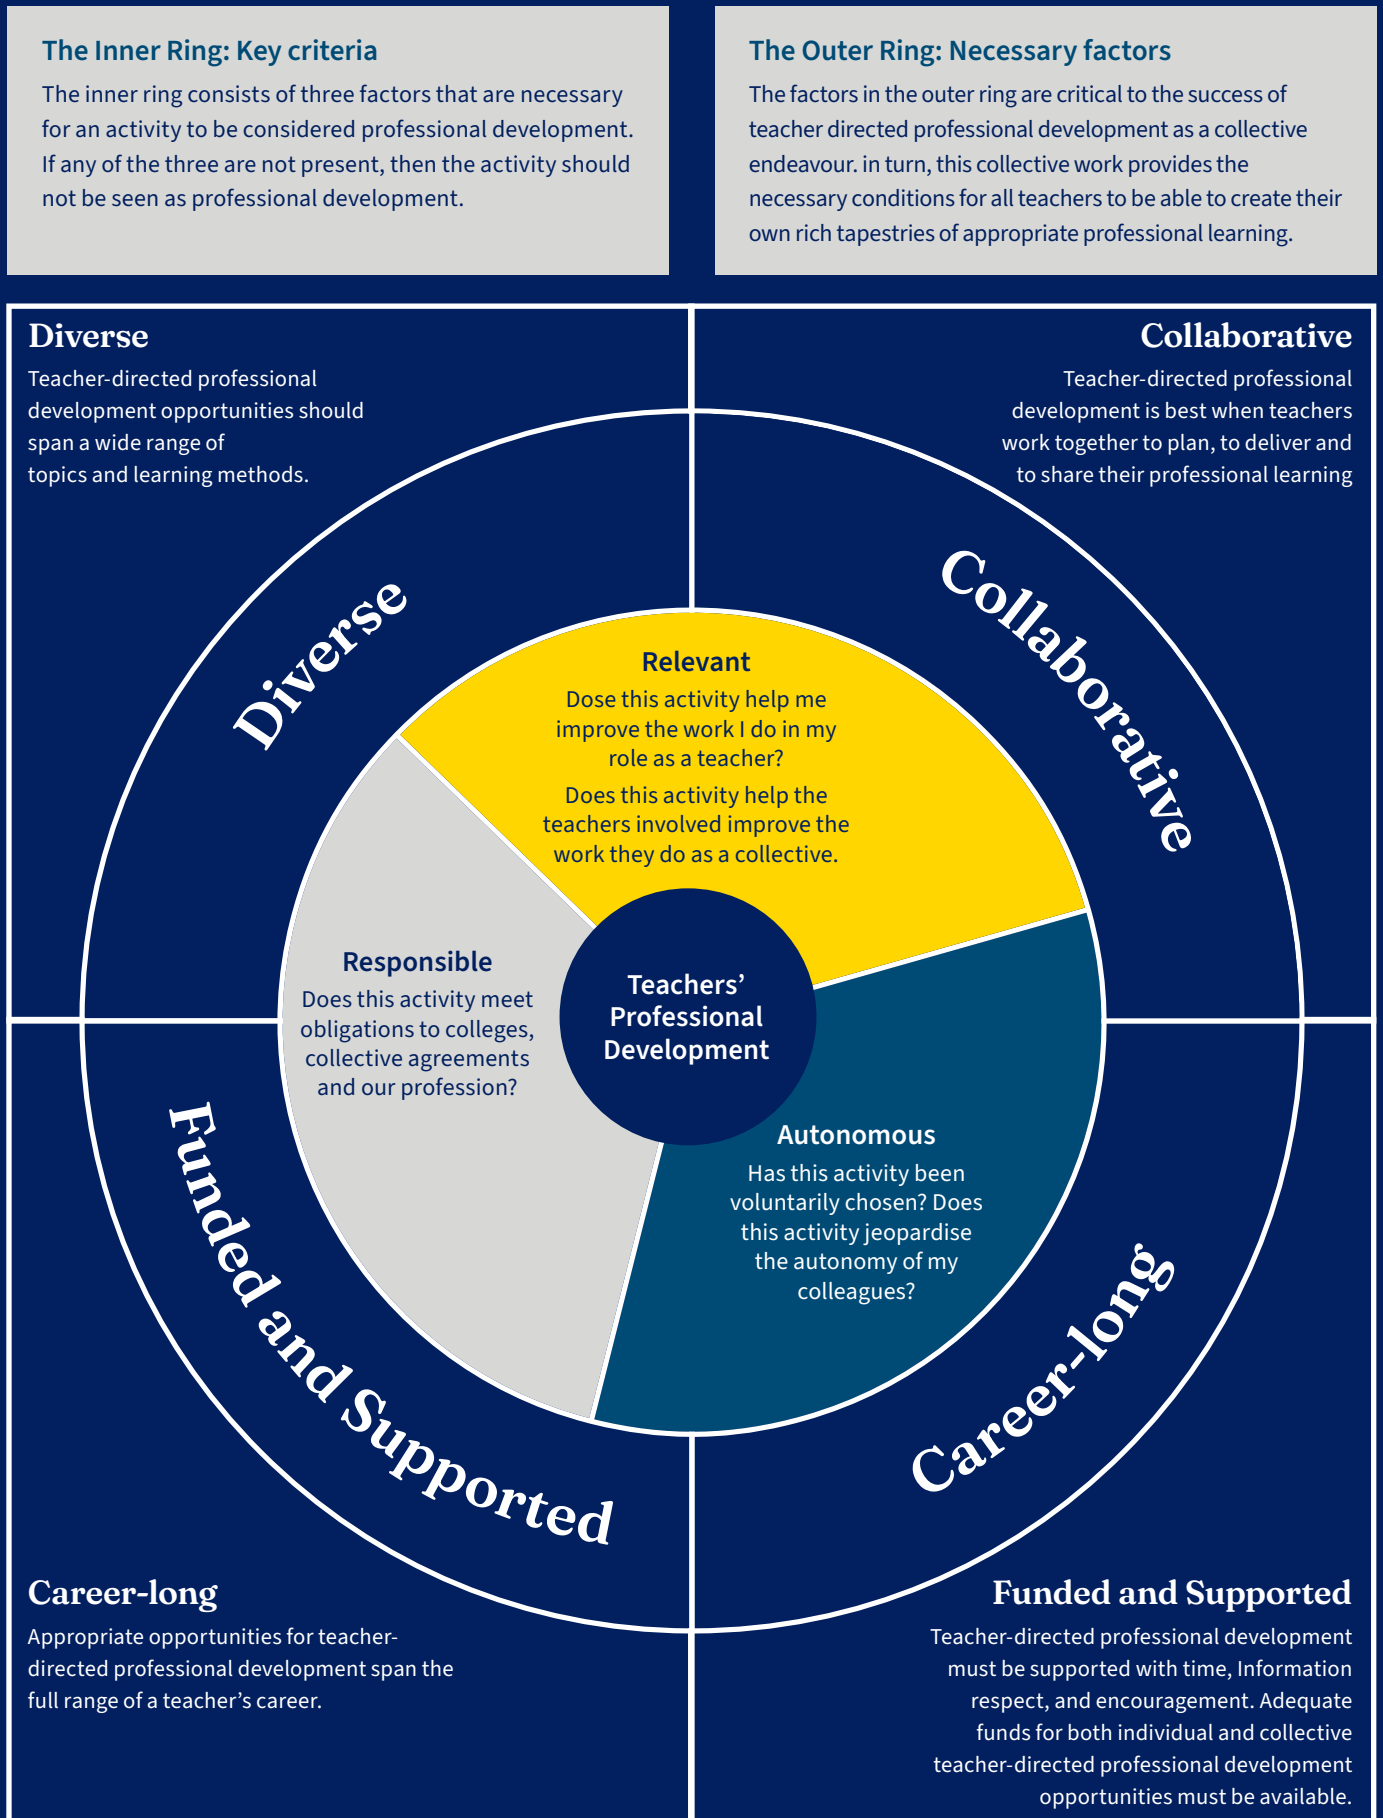 The Inner Ring: Key criteria
The inner ring consists of three factors that are necessary
for an activity to be considered professional development.
If any of the three are not present, then the activity should
not be seen as professional development.
The Outer Ring: Necessary factors
The factors in the outer ring are critical to the success of
teacher directed professional development as a collective
endeavour. in turn, this collective work provides the
necessary conditions for all teachers to be able to create their
own rich tapestries of appropriate professional learning.
Diverse
Teacher-directed professional
development opportunities should
span a wide range of
topics and learning methods.
Collaborative
Teacher-directed professional
development is best when teachers
work together to plan, to deliver and
to share their professional learning
Diverse
Collaborative
Relevant
Dose this activity help me
improve the work I do in my
role as a teacher?
Does this activity help the
teachers involved improve the
work they do as a collective.
Responsible
Does this activity meet
obligations to colleges,
collective agreements
and our profession?
Teachers’
Professional
Development
Autonomous
Has this activity been
voluntarily chosen? Does
this activity jeopardise
the autonomy of my
colleagues?
Funded and Supported
Career-long
Career-long
Appropriate opportunities for teacher-
directed professional development span the
full range of a teacher’s career.
Funded and Supported
Teacher-directed professional development
must be supported with time, Information
respect, and encouragement. Adequate
funds for both individual and collective
teacher-directed professional development
opportunities must be available.